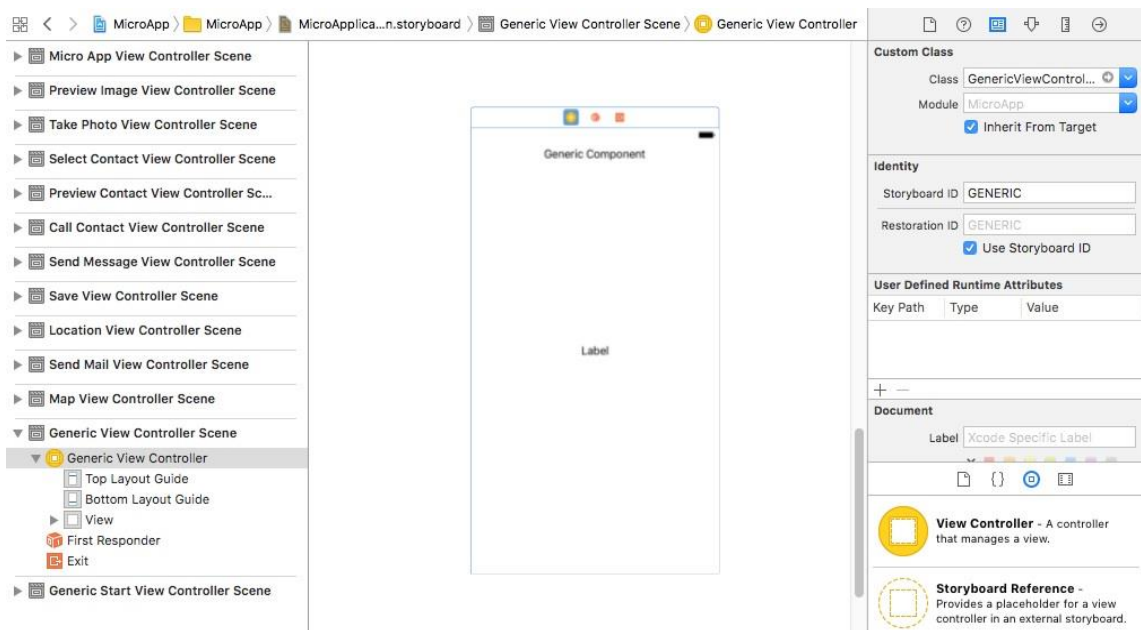 MicroApp MicroApp MicroApplica...n.storyboard Generic View Controller Scene Generic View Controller
Micro App View Controller Scene
Preview Image View Controller Scene
Take Photo View Controller Scene
Select Contact View Controller Scene
Preview Contact View Controller Sc...
Call Contact View Controller Scene
Send Message View Controller Scene
Save View Controller Scene
Location View Controller Scene
Send Mail View Controller Scene
Map View Controller Scene
Generic View Controller Scene
Generic View Controller
Top Layout Guide
Bottom Layout Guide
View
First Responder
Exit
Generic Start View Controller Scene
Generic Component
Label
Custom Class
Class GenericViewControl...
Module MicroApp
Inherit From Target
Identity
Storyboard ID GENERIC
Restoration ID GENERIC
Use Storyboard ID
User Defined Runtime Attributes
Key Path Type Value
Document
Label Xcode Specific Label
View Controller - A controller
that manages a view.
Storyboard Reference -
Provides a placeholder for a view
controller in an external storyboard.